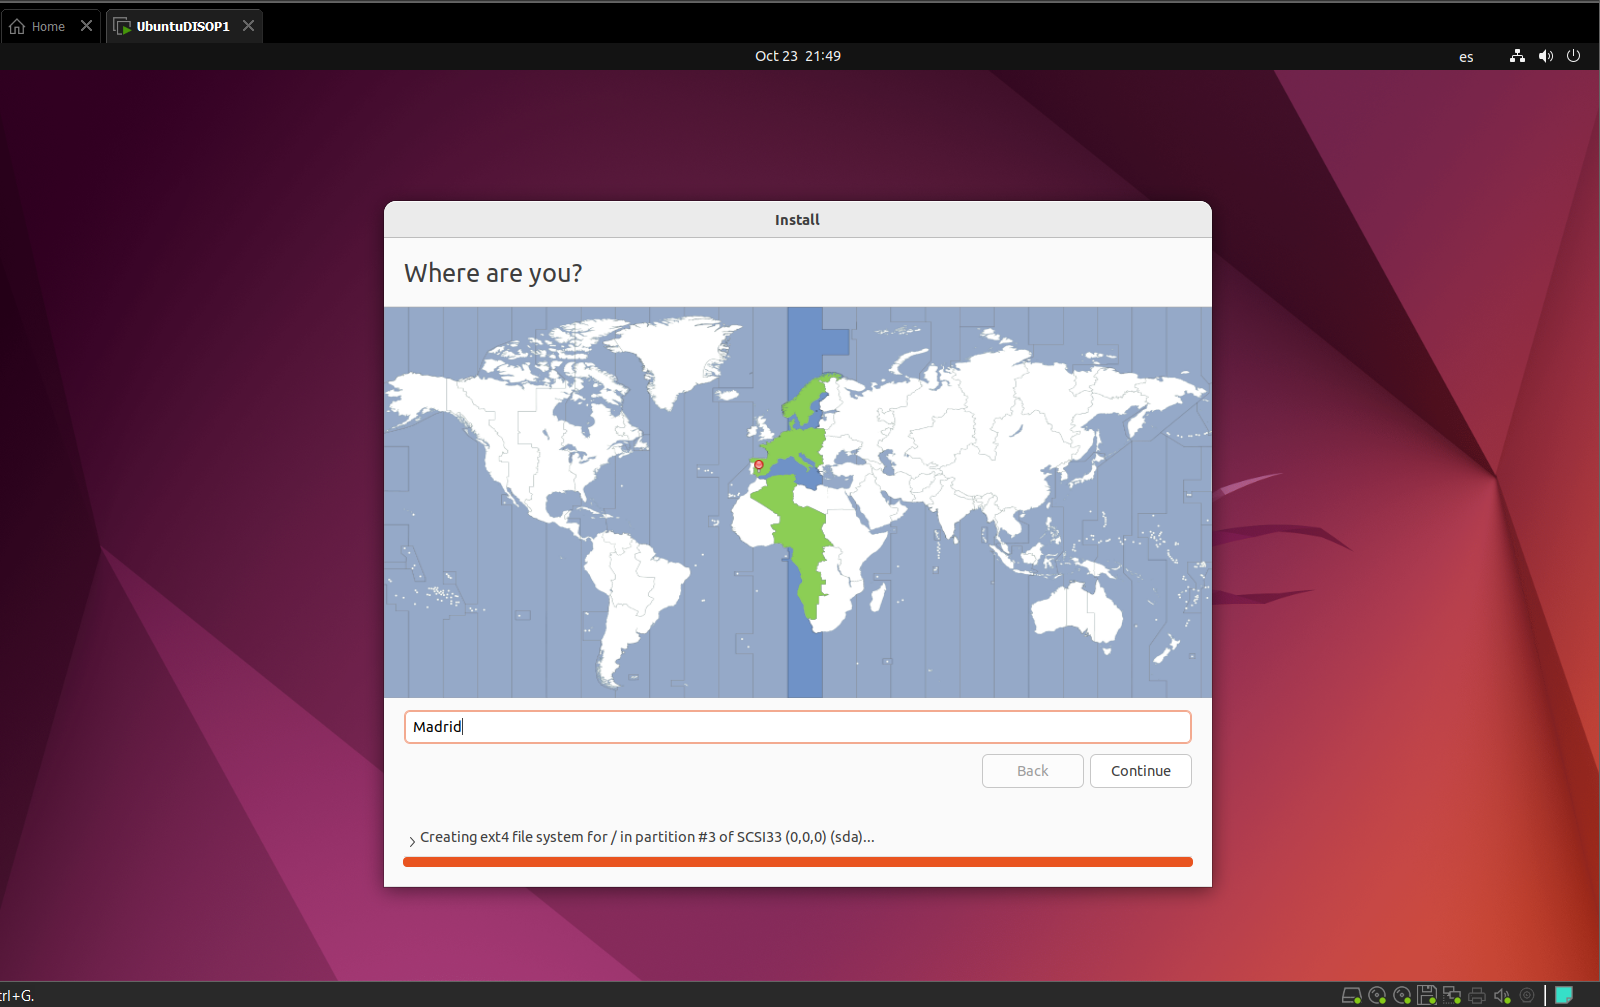 Home
UbuntuDISOP1
Oct 23 21:49
es
Install
Where are you?
Madrid
Back
Continue
Creating ext4 file system for / in partition #3 of SCSI33 (0,0,0) (sda)...
trl+G.